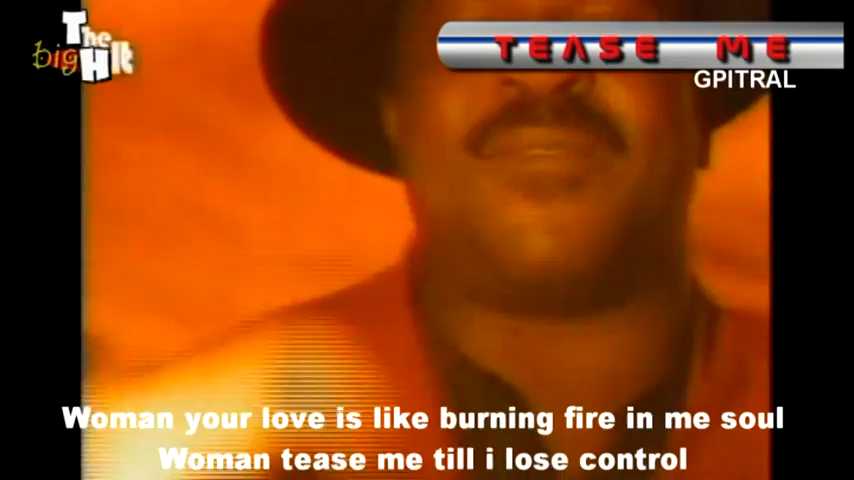 The
big Hit
TEASE ME
GPITRAL
Woman your love is like burning fire in me soul
Woman tease me till i lose control